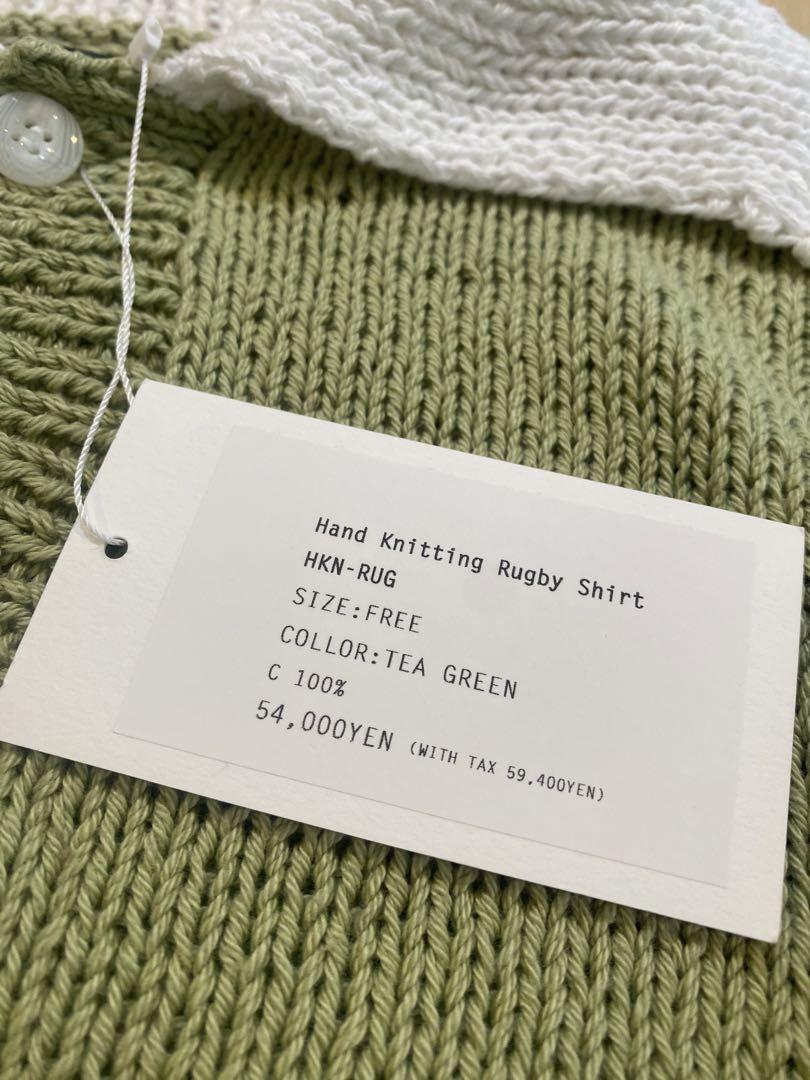 Hand Knitting Rugby Shirt
HKN-RUG
SIZE:FREE
COLLOR:TEA GREEN
C 100%
54,000YEN (WITH TAX 59,400YEN)